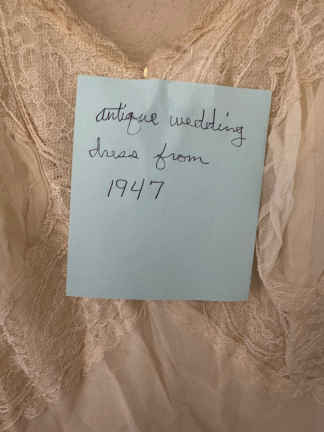 antique wedding
dress from
1947